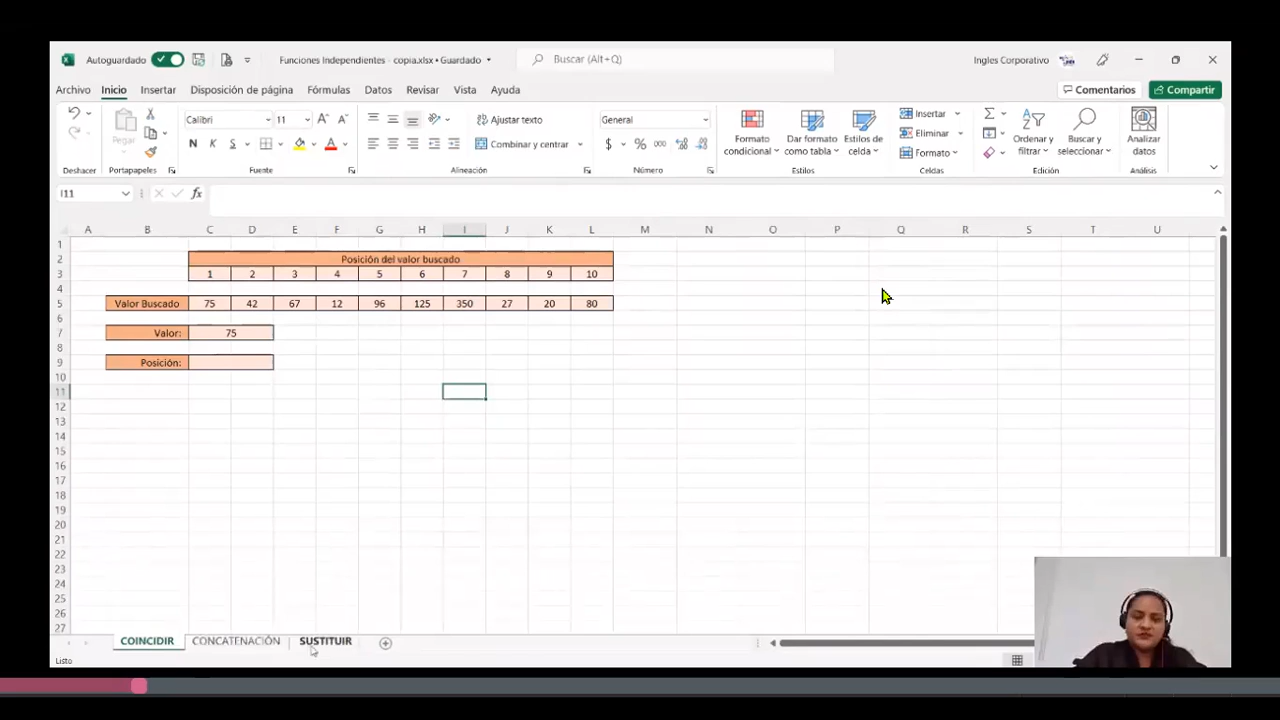 Autoguardado
Funciones Independientes - copia.xlsx • Guardado
Buscar (Alt+Q)
Ingles Corporativo
Archivo Inicio Insertar Disposición de página Fórmulas Datos Revisar Vista Ayuda
Comentarios Compartir
Pegar
Calibri 11
N K S
A
Ajustar texto
Combinar y centrar
General
$ % 000
Formato condicional
Dar formato como tabla
Estilos de celda
Insertar
Eliminar
Formato
Ordenar y filtrar
Buscar y seleccionar
Analizar datos
Deshacer Portapapeles Fuente Alineación Número Estilos Celdas Edición Análisis
I11
fx
A B C D E F G H I J K L M N O P Q R S T U
1
2 Posición del valor buscado
3 1 2 3 4 5 6 7 8 9 10
4
5 Valor Buscado 75 42 67 12 96 125 350 27 20 80
6
7 Valor: 75
8
9 Posición:
10
11
12
13
14
15
16
17
18
19
20
21
22
23
24
25
26
27
COINCIDIR CONCATENACIÓN SUSTITUIR
Listo